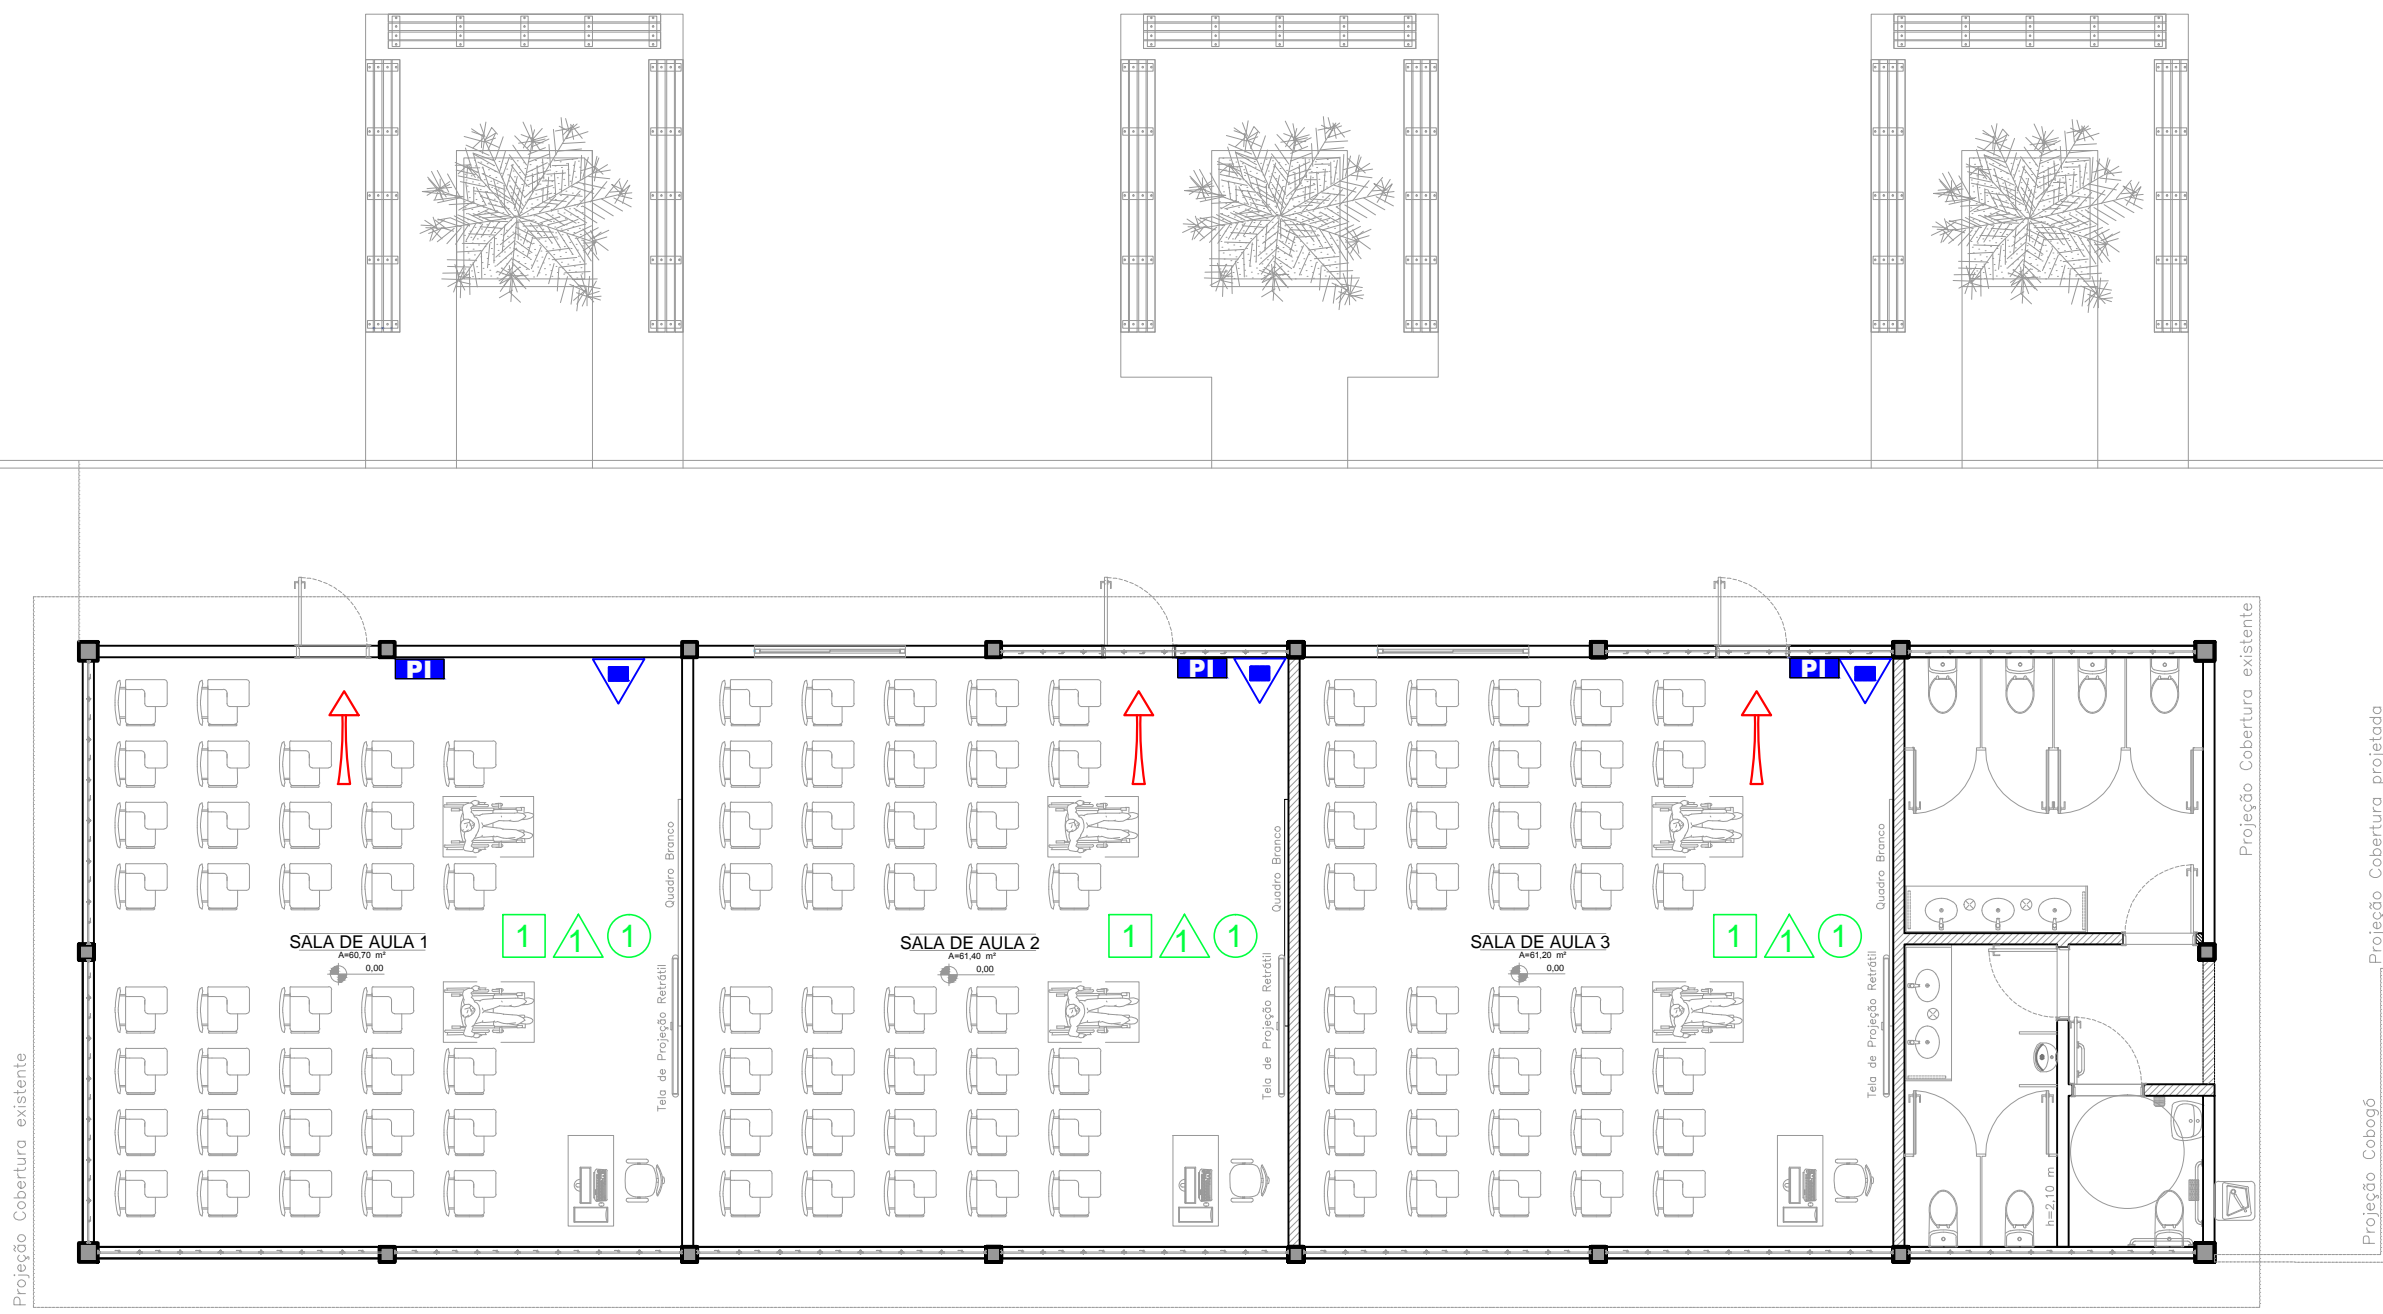 Projeção Cobertura existente
Projeção Cobertura projetada
PI
PI
PI
Quadro Branco
Quadro Branco
Quadro Branco
1 1 1
1 1 1
1 1 1
SALA DE AULA 1
A=60,70 m²
0,00
SALA DE AULA 2
A=61,40 m²
0,00
SALA DE AULA 3
A=61,20 m²
0,00
Tela de Projeção Retrátil
Tela de Projeção Retrátil
Tela de Projeção Retrátil
Projeção Cobertura existente
h=2,10 m
Projeção Cobogó